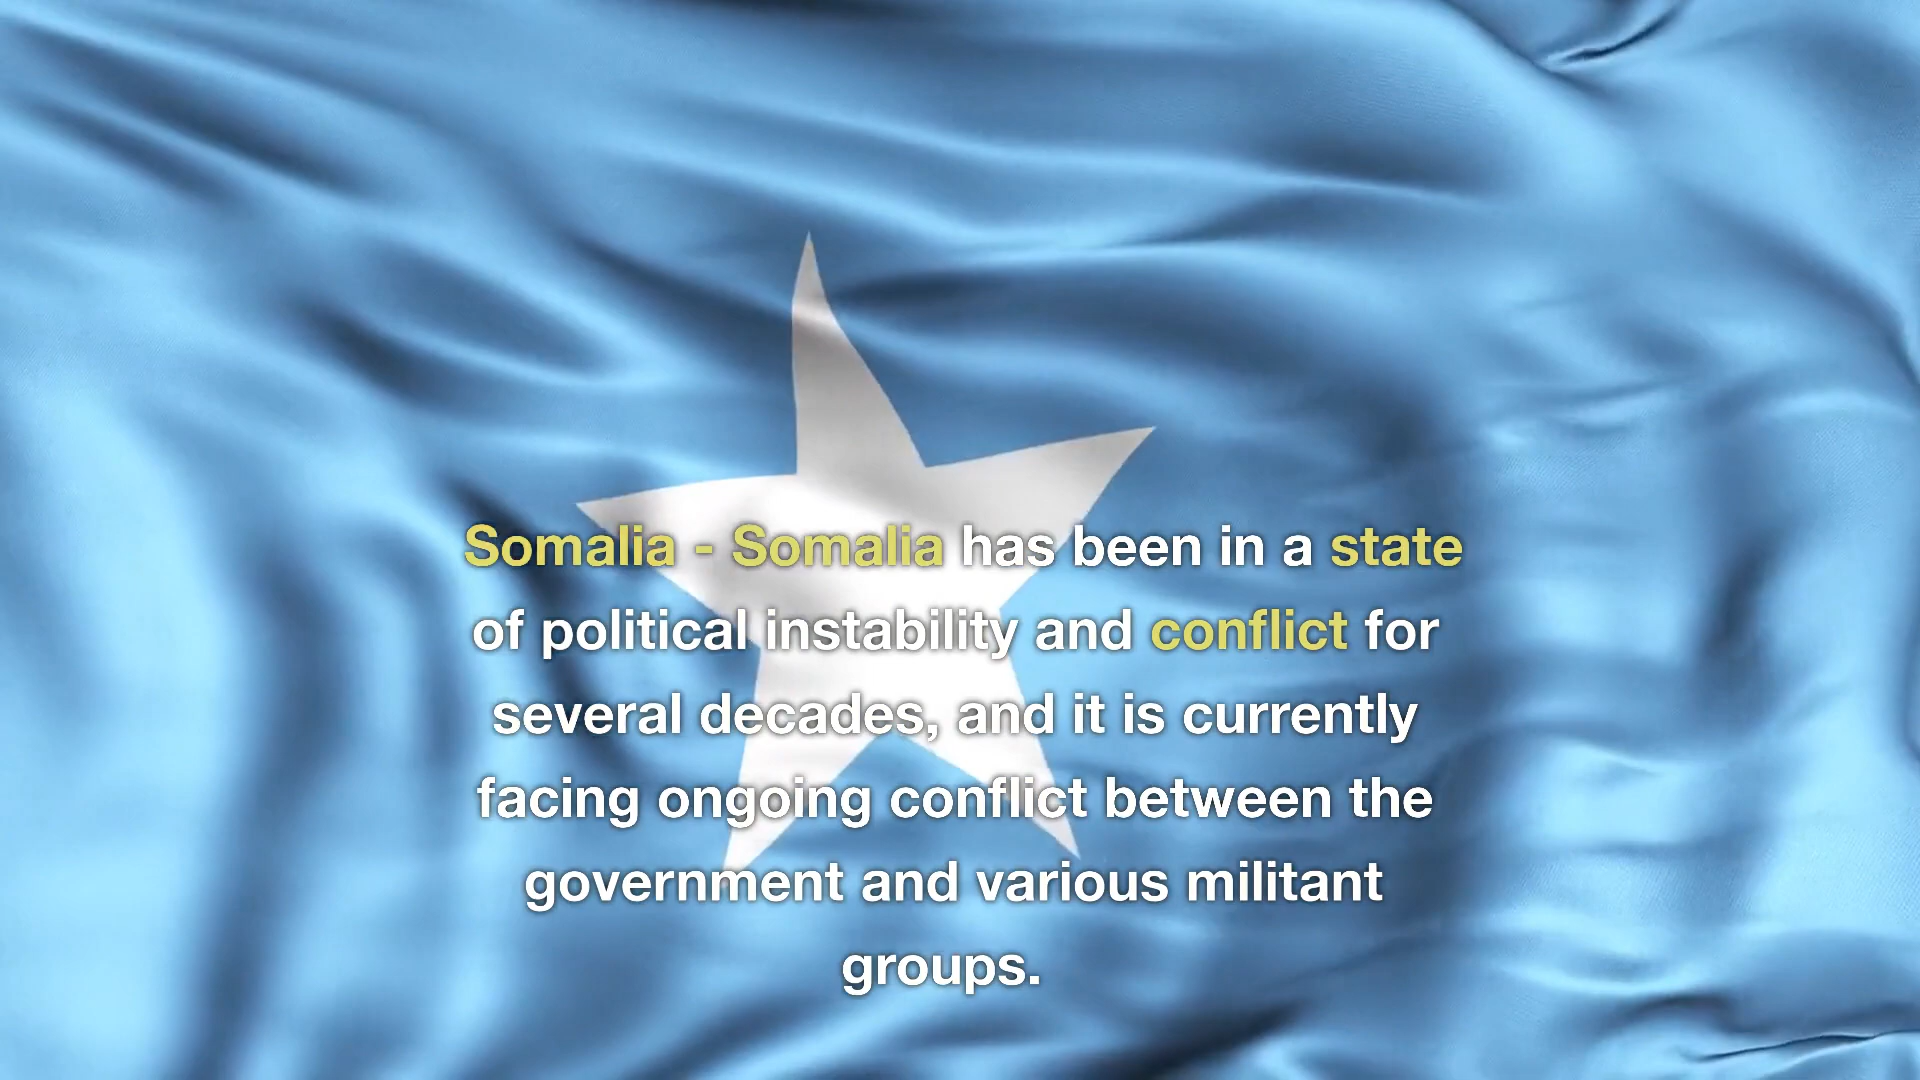 Somalia - Somalia has been in a state
of political instability and conflict for
several decades, and it is currently
facing ongoing conflict between the
government and various militant
groups.